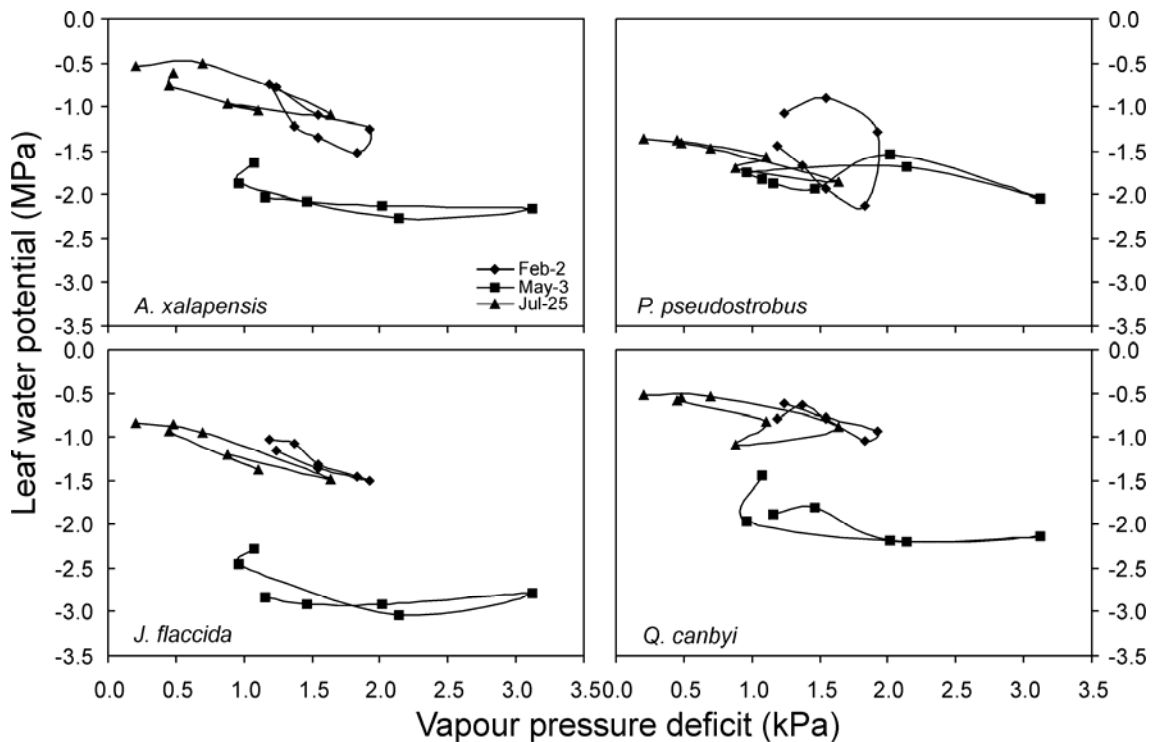 Leaf water potential (MPa)
0.0
-0.5
-1.0
-1.5
-2.0
-2.5
-3.0
-3.5
A. xalapensis
Feb-2
May-3
Jul-25
P. pseudostrobus
0.0
-0.5
-1.0
-1.5
-2.0
-2.5
-3.0
-3.5
0.0
-0.5
-1.0
-1.5
-2.0
-2.5
-3.0
-3.5
J. flaccida
Q. canbyi
0.0
-0.5
-1.0
-1.5
-2.0
-2.5
-3.0
-3.5
0.0 0.5 1.0 1.5 2.0 2.5 3.0 3.5
0.0 0.5 1.0 1.5 2.0 2.5 3.0 3.5
Vapour pressure deficit (kPa)